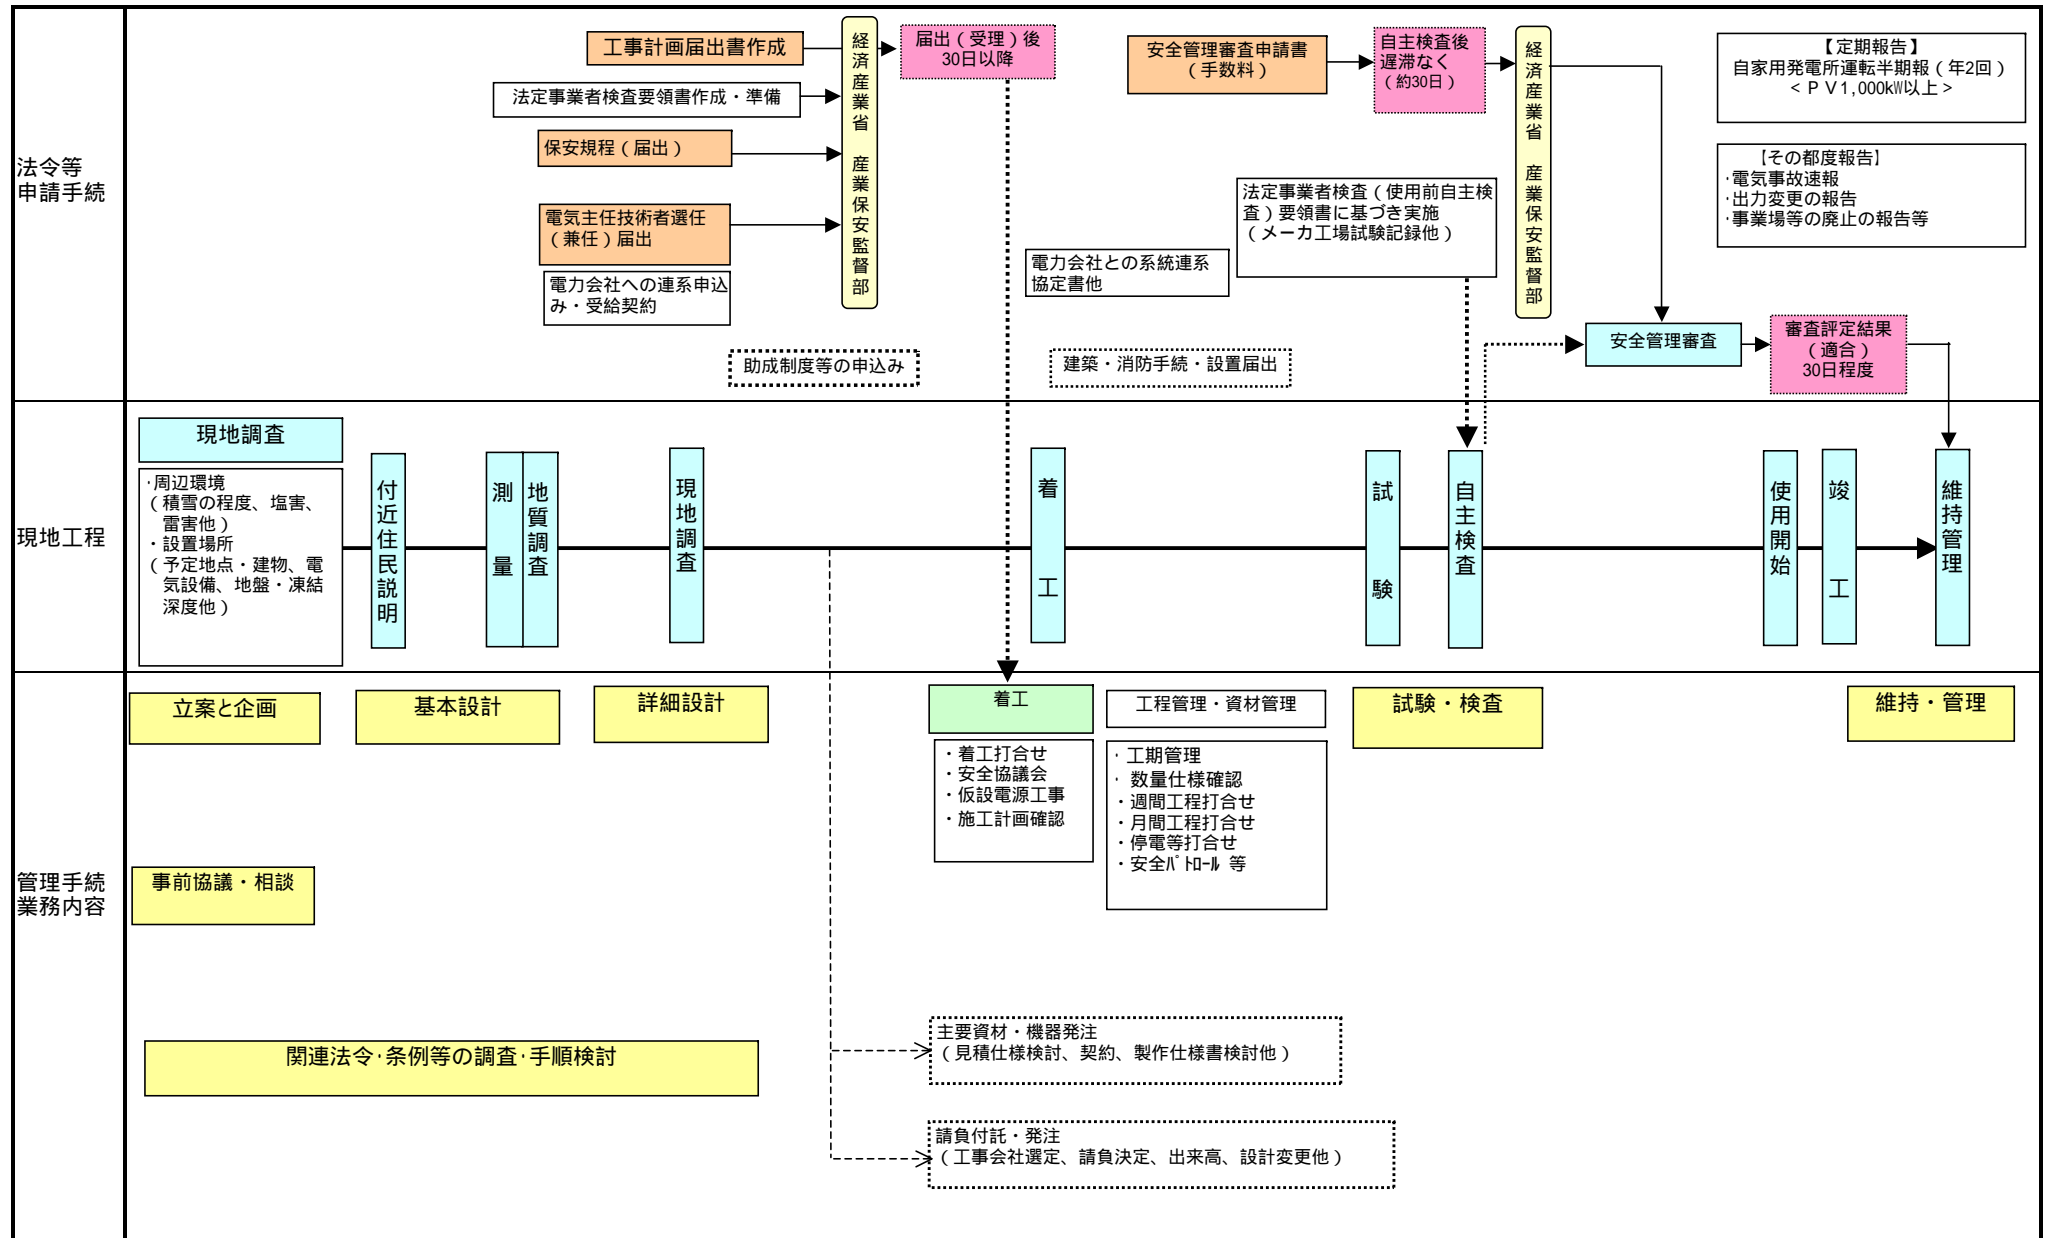 法令等
申請手続
工事計画届出書作成
法定事業者検査要領書作成・準備
保安規程(届出)
電気主任技術者選任
(兼任)届出
電力会社への連系申込
み・受給契約
経済産業省 産業保安監督部
届出(受理)後
30日以降
助成制度等の申込み
安全管理審査申請書
(手数料)
自主検査後
遅滞なく
(約30日)
経済産業省 産業保安監督部
電力会社との系統連系
協定書他
法定事業者検査(使用前自主検
査)要領書に基づき実施
(メーカ工場試験記録他)
建築・消防手続・設置届出
安全管理審査
審査評定結果
(適合)
30日程度
【定期報告】
自家用発電所運転半期報(年2回)
<PV1,000kW以上>
【その都度報告】
・電気事故速報
・出力変更の報告
・事業場等の廃止の報告等
現地工程
現地調査
・周辺環境
(積雪の程度、塩害、
雷害他)
・設置場所
(予定地点・建物、電
気設備、地盤・凍結
深度他)
付近住民説明
測量
地質調査
現地調査
着工
試験
自主検査
使用開始
竣工
維持管理
管理手続
業務内容
立案と企画
基本設計
詳細設計
着工
・着工打合せ
・安全協議会
・仮設電源工事
・施工計画確認
工程管理・資材管理
・工期管理
・数量仕様確認
・週間工程打合せ
・月間工程打合せ
・停電等打合せ
・安全ﾊﾟﾄﾛｰﾙ 等
試験・検査
維持・管理
事前協議・相談
関連法令・条例等の調査・手順検討
主要資材・機器発注
(見積仕様検討、契約、製作仕様書検討他)
請負付託・発注
(工事会社選定、請負決定、出来高、設計変更他)